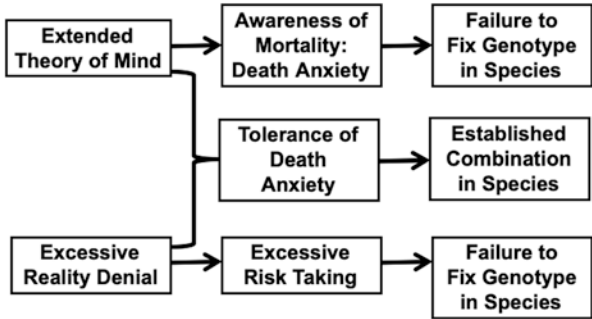 Extended
Theory of Mind
Awareness of
Mortality:
Death Anxiety
Failure to
Fix Genotype
in Species
Tolerance of
Death
Anxiety
Established
Combination
in Species
Excessive
Reality Denial
Excessive
Risk Taking
Failure to
Fix Genotype
in Species